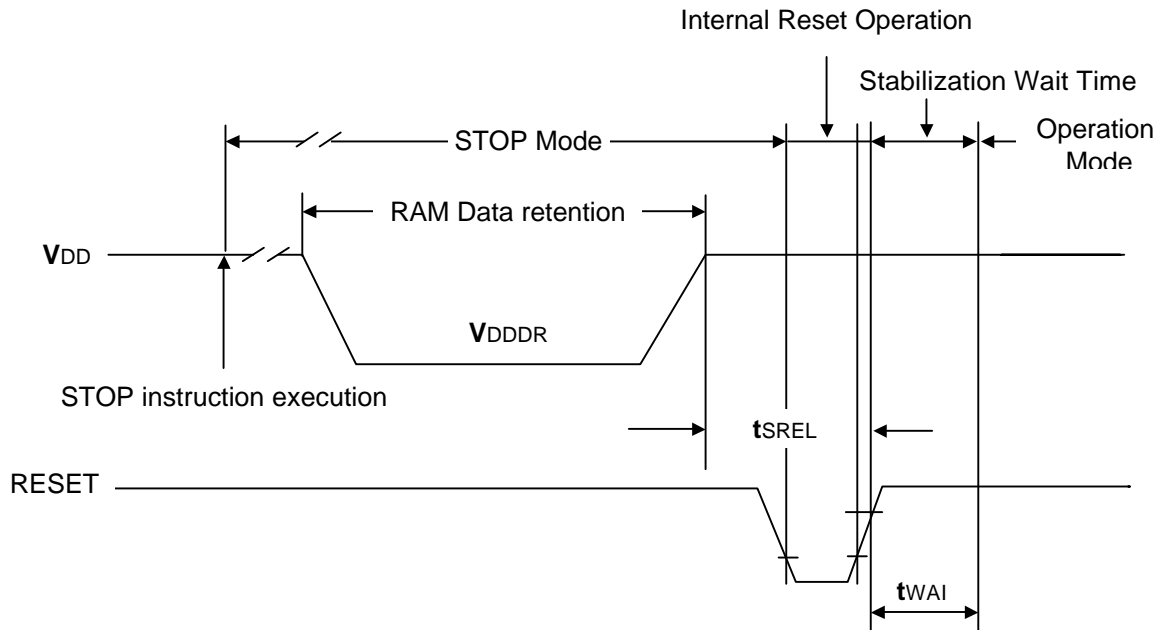 Internal Reset Operation
Stabilization Wait Time
STOP Mode
Operation
Mode
RAM Data retention
VDD
VDDDR
STOP instruction execution
tSREL
RESET
tWAI